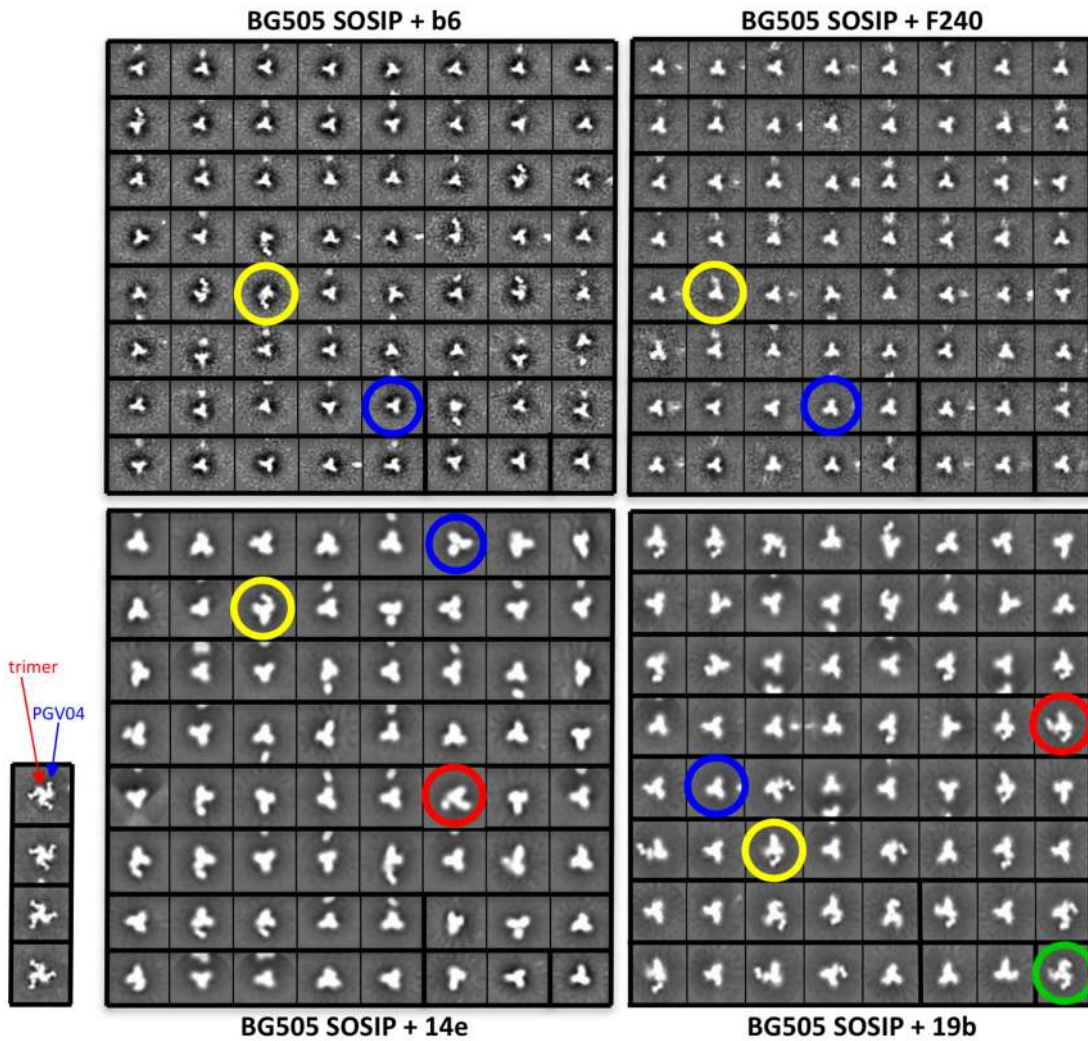 BG505 SOSIP + b6
BG505 SOSIP + F240
trimer
PGV04
BG505 SOSIP + 14e
BG505 SOSIP + 19b